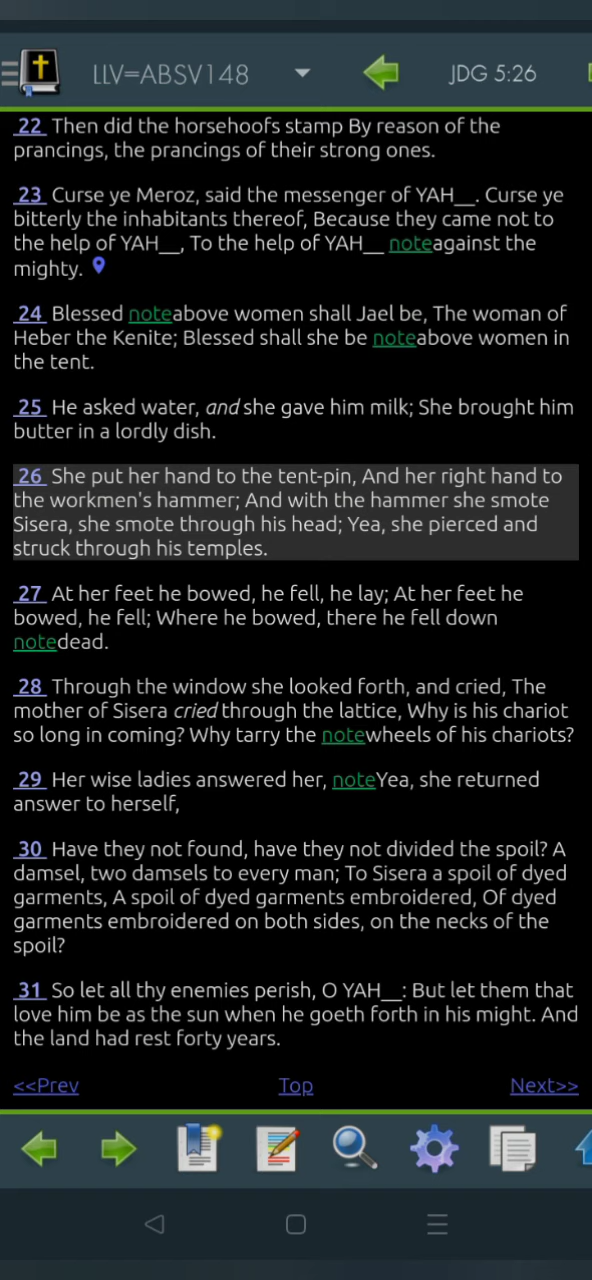 LLV=ABSV148
JDG 5:26
22 Then did the horsehoofs stamp By reason of the
prancings, the prancings of their strong ones.
23 Curse ye Meroz, said the messenger of YAH__. Curse ye
bitterly the inhabitants thereof, Because they came not to
the help of YAH__, To the help of YAH__ noteagainst the
mighty.
24 Blessed noteabove women shall Jael be, The woman of
Heber the Kenite; Blessed shall she be noteabove women in
the tent.
25 He asked water, and she gave him milk; She brought him
butter in a lordly dish.
26 She put her hand to the tent-pin, And her right hand to
the workmen's hammer; And with the hammer she smote
Sisera, she smote through his head; Yea, she pierced and
struck through his temples.
27 At her feet he bowed, he fell, he lay; At her feet he
bowed, he fell; Where he bowed, there he fell down
notedead.
28 Through the window she looked forth, and cried, The
mother of Sisera cried through the lattice, Why is his chariot
so long in coming? Why tarry the notewheels of his chariots?
29 Her wise ladies answered her, noteYea, she returned
answer to herself,
30 Have they not found, have they not divided the spoil? A
damsel, two damsels to every man; To Sisera a spoil of dyed
garments, A spoil of dyed garments embroidered, Of dyed
garments embroidered on both sides, on the necks of the
spoil?
31 So let all thy enemies perish, O YAH__: But let them that
love him be as the sun when he goeth forth in his might. And
the land had rest forty years.
<<Prev
Top
Next>>